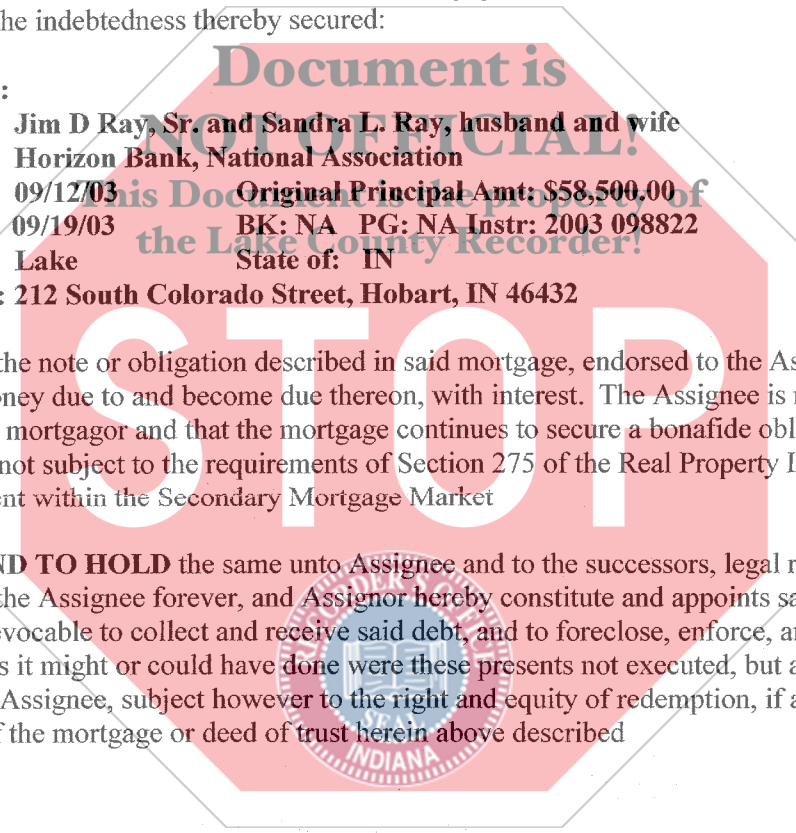 he indebtedness thereby secured:
Document is
:
Jim D Ray, Sr. and Sandra L. Ray, husband and wife
NOT OFFICIAL!
Horizon Bank, National Association
09/12/03 Original Principal Amt: $58,500.00
This Document is the property of
09/19/03 BK: NA PG: NA Instr: 2003 098822
the Lake County Recorder!
Lake State of: IN
: 212 South Colorado Street, Hobart, IN 46432
STOP
the note or obligation described in said mortgage, endorsed to the As
ney due to and become due thereon, with interest. The Assignee is
mortgagor and that the mortgage continues to secure a bonafide obl
not subject to the requirements of Section 275 of the Real Property L
nt within the Secondary Mortgage Market
ND TO HOLD the same unto Assignee and to the successors, legal r
the Assignee forever, and Assignor hereby constitute and appoints sa
evocable to collect and receive said debt, and to foreclose, enforce, a
s it might or could have done were these presents not executed, but a
Assignee, subject however to the right and equity of redemption, if a
f the mortgage or deed of trust herein above described
RECORDER'S OFFICE
SEAL
INDIANA